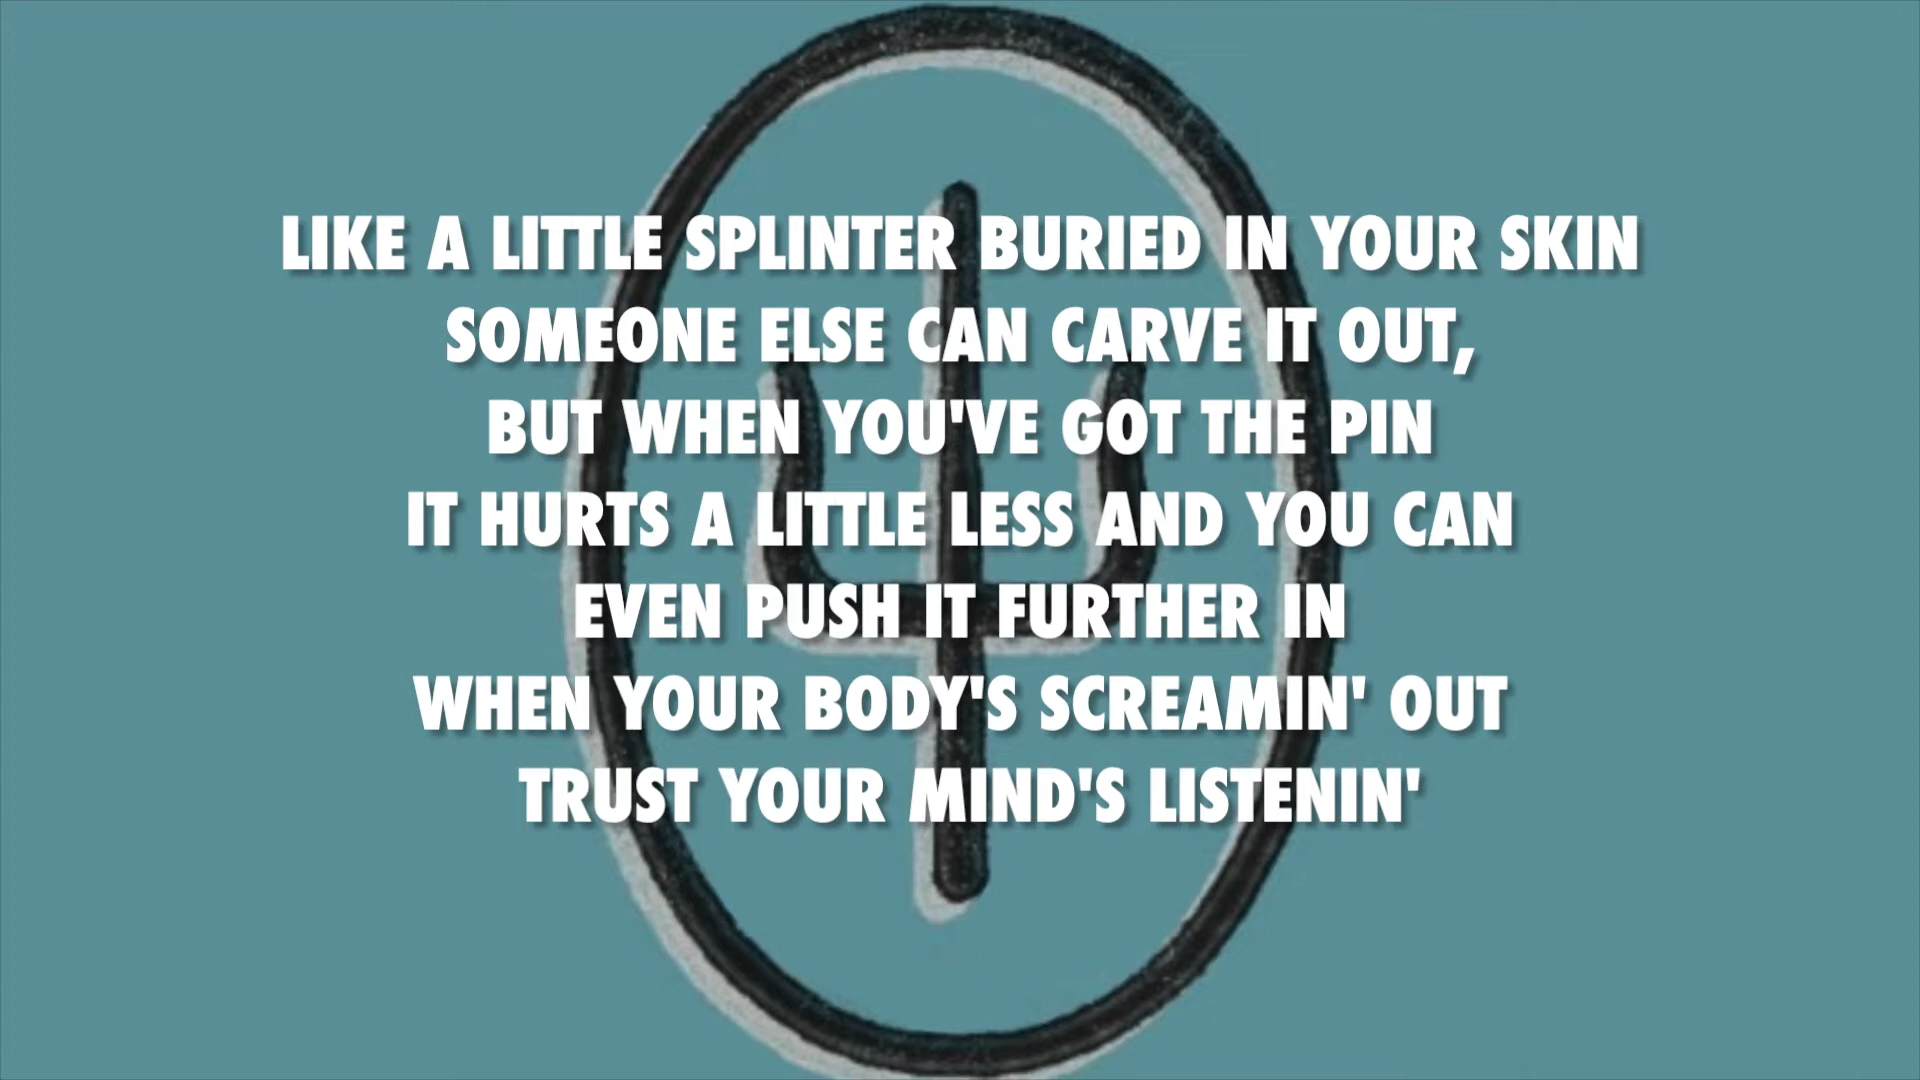 LIKE A LITTLE SPLINTER BURIED IN YOUR SKIN
SOMEONE ELSE CAN CARVE IT OUT,
BUT WHEN YOU'VE GOT THE PIN
IT HURTS A LITTLE LESS AND YOU CAN
EVEN PUSH IT FURTHER IN
WHEN YOUR BODY'S SCREAMIN' OUT
TRUST YOUR MIND'S LISTENIN'